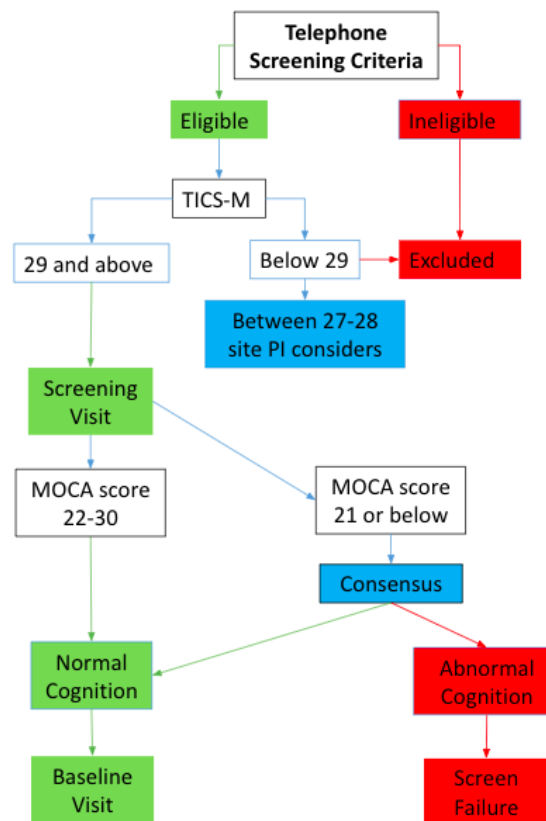 Telephone
Screening Criteria
Eligible
Ineligible
TICS-M
29 and above
Below 29
Excluded
Between 27-28
site PI considers
Screening
Visit
MOCA score
22-30
MOCA score
21 or below
Consensus
Normal
Cognition
Abnormal
Cognition
Baseline
Visit
Screen
Failure